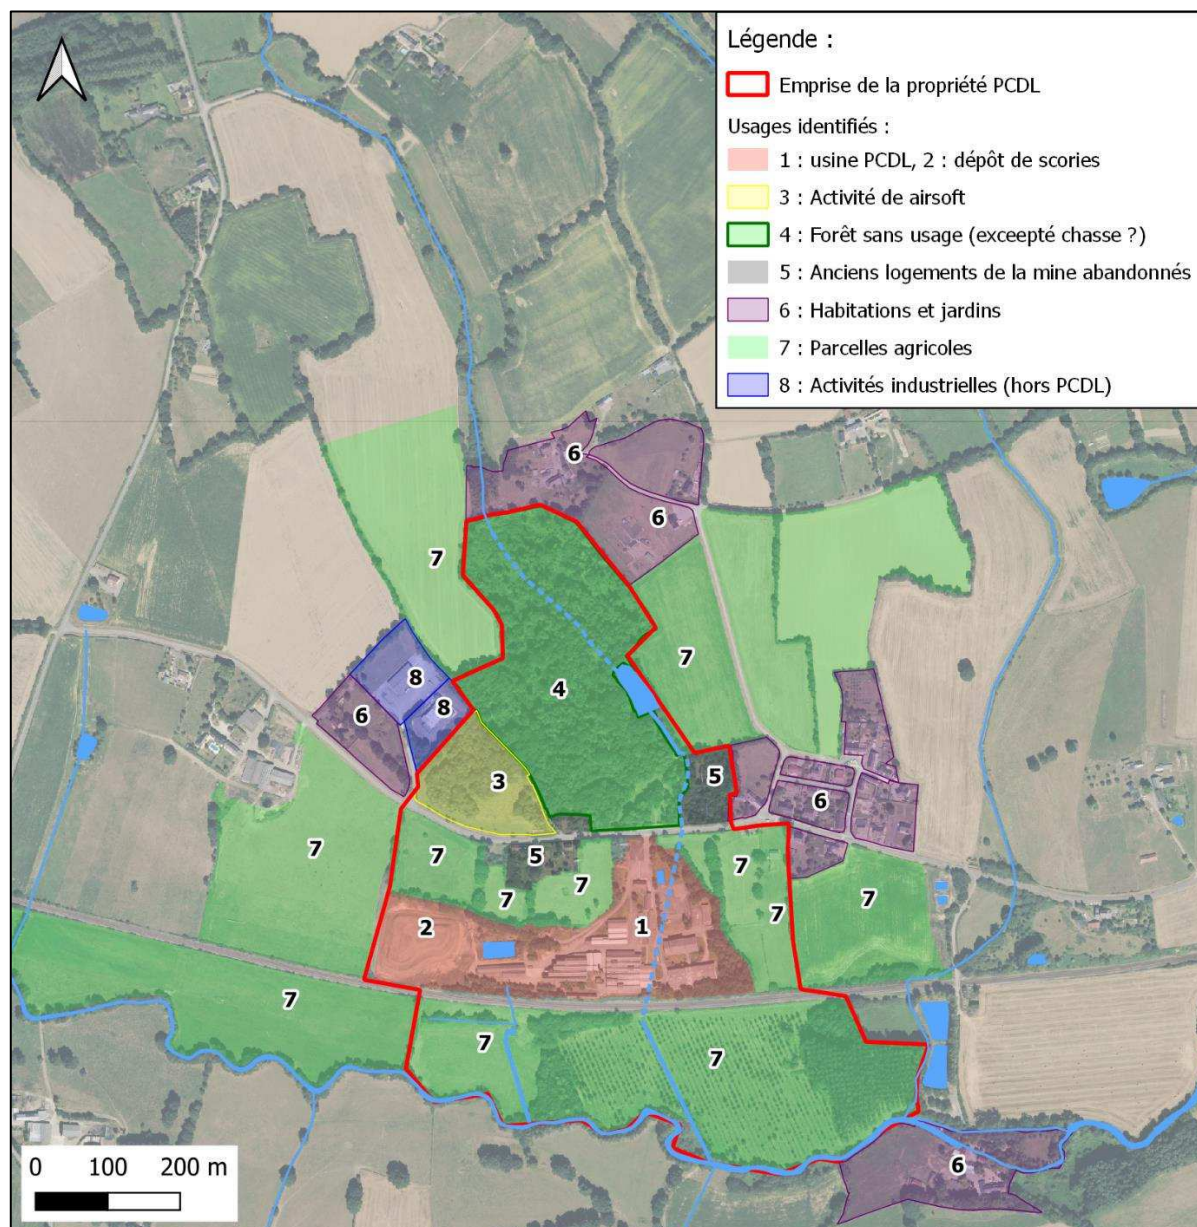 Légende :
Emprise de la propriété PCDL
Usages identifiés :
1 : usine PCDL, 2 : dépôt de scories
3 : Activité de airsoft
4 : Forêt sans usage (exceepté chasse ?)
5 : Anciens logements de la mine abandonnés
6 : Habitations et jardins
7 : Parcelles agricoles
8 : Activités industrielles (hors PCDL)
6
6
7
7
8
4
8
6
5
3
6
7
5
7
7
7
7
7
7
2
1
7
7
7
6
0 100 200 m